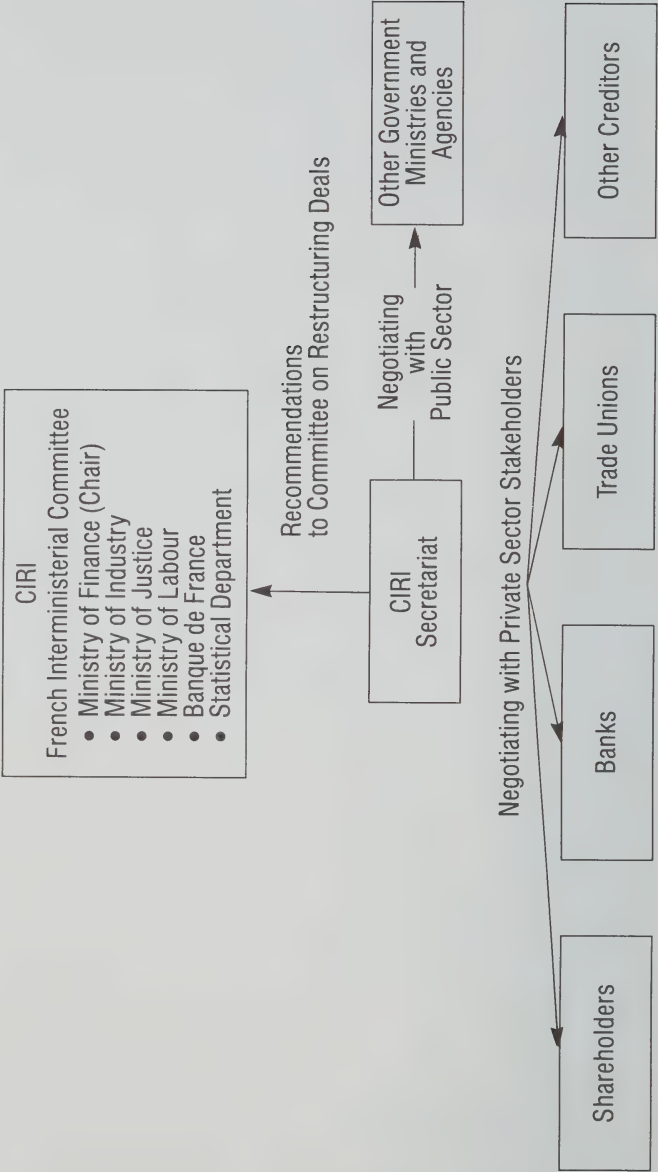 CIRI
French Interministerial Committee
• Ministry of Finance (Chair)
• Ministry of Industry
• Ministry of Justice
• Ministry of Labour
• Banque de France
• Statistical Department
Recommendations
to Committee on Restructuring Deals
CIRI
Secretariat
Negotiating
with
Public Sector
Other Government
Ministries and
Agencies
Negotiating with Private Sector Stakeholders
Shareholders
Banks
Trade Unions
Other Creditors